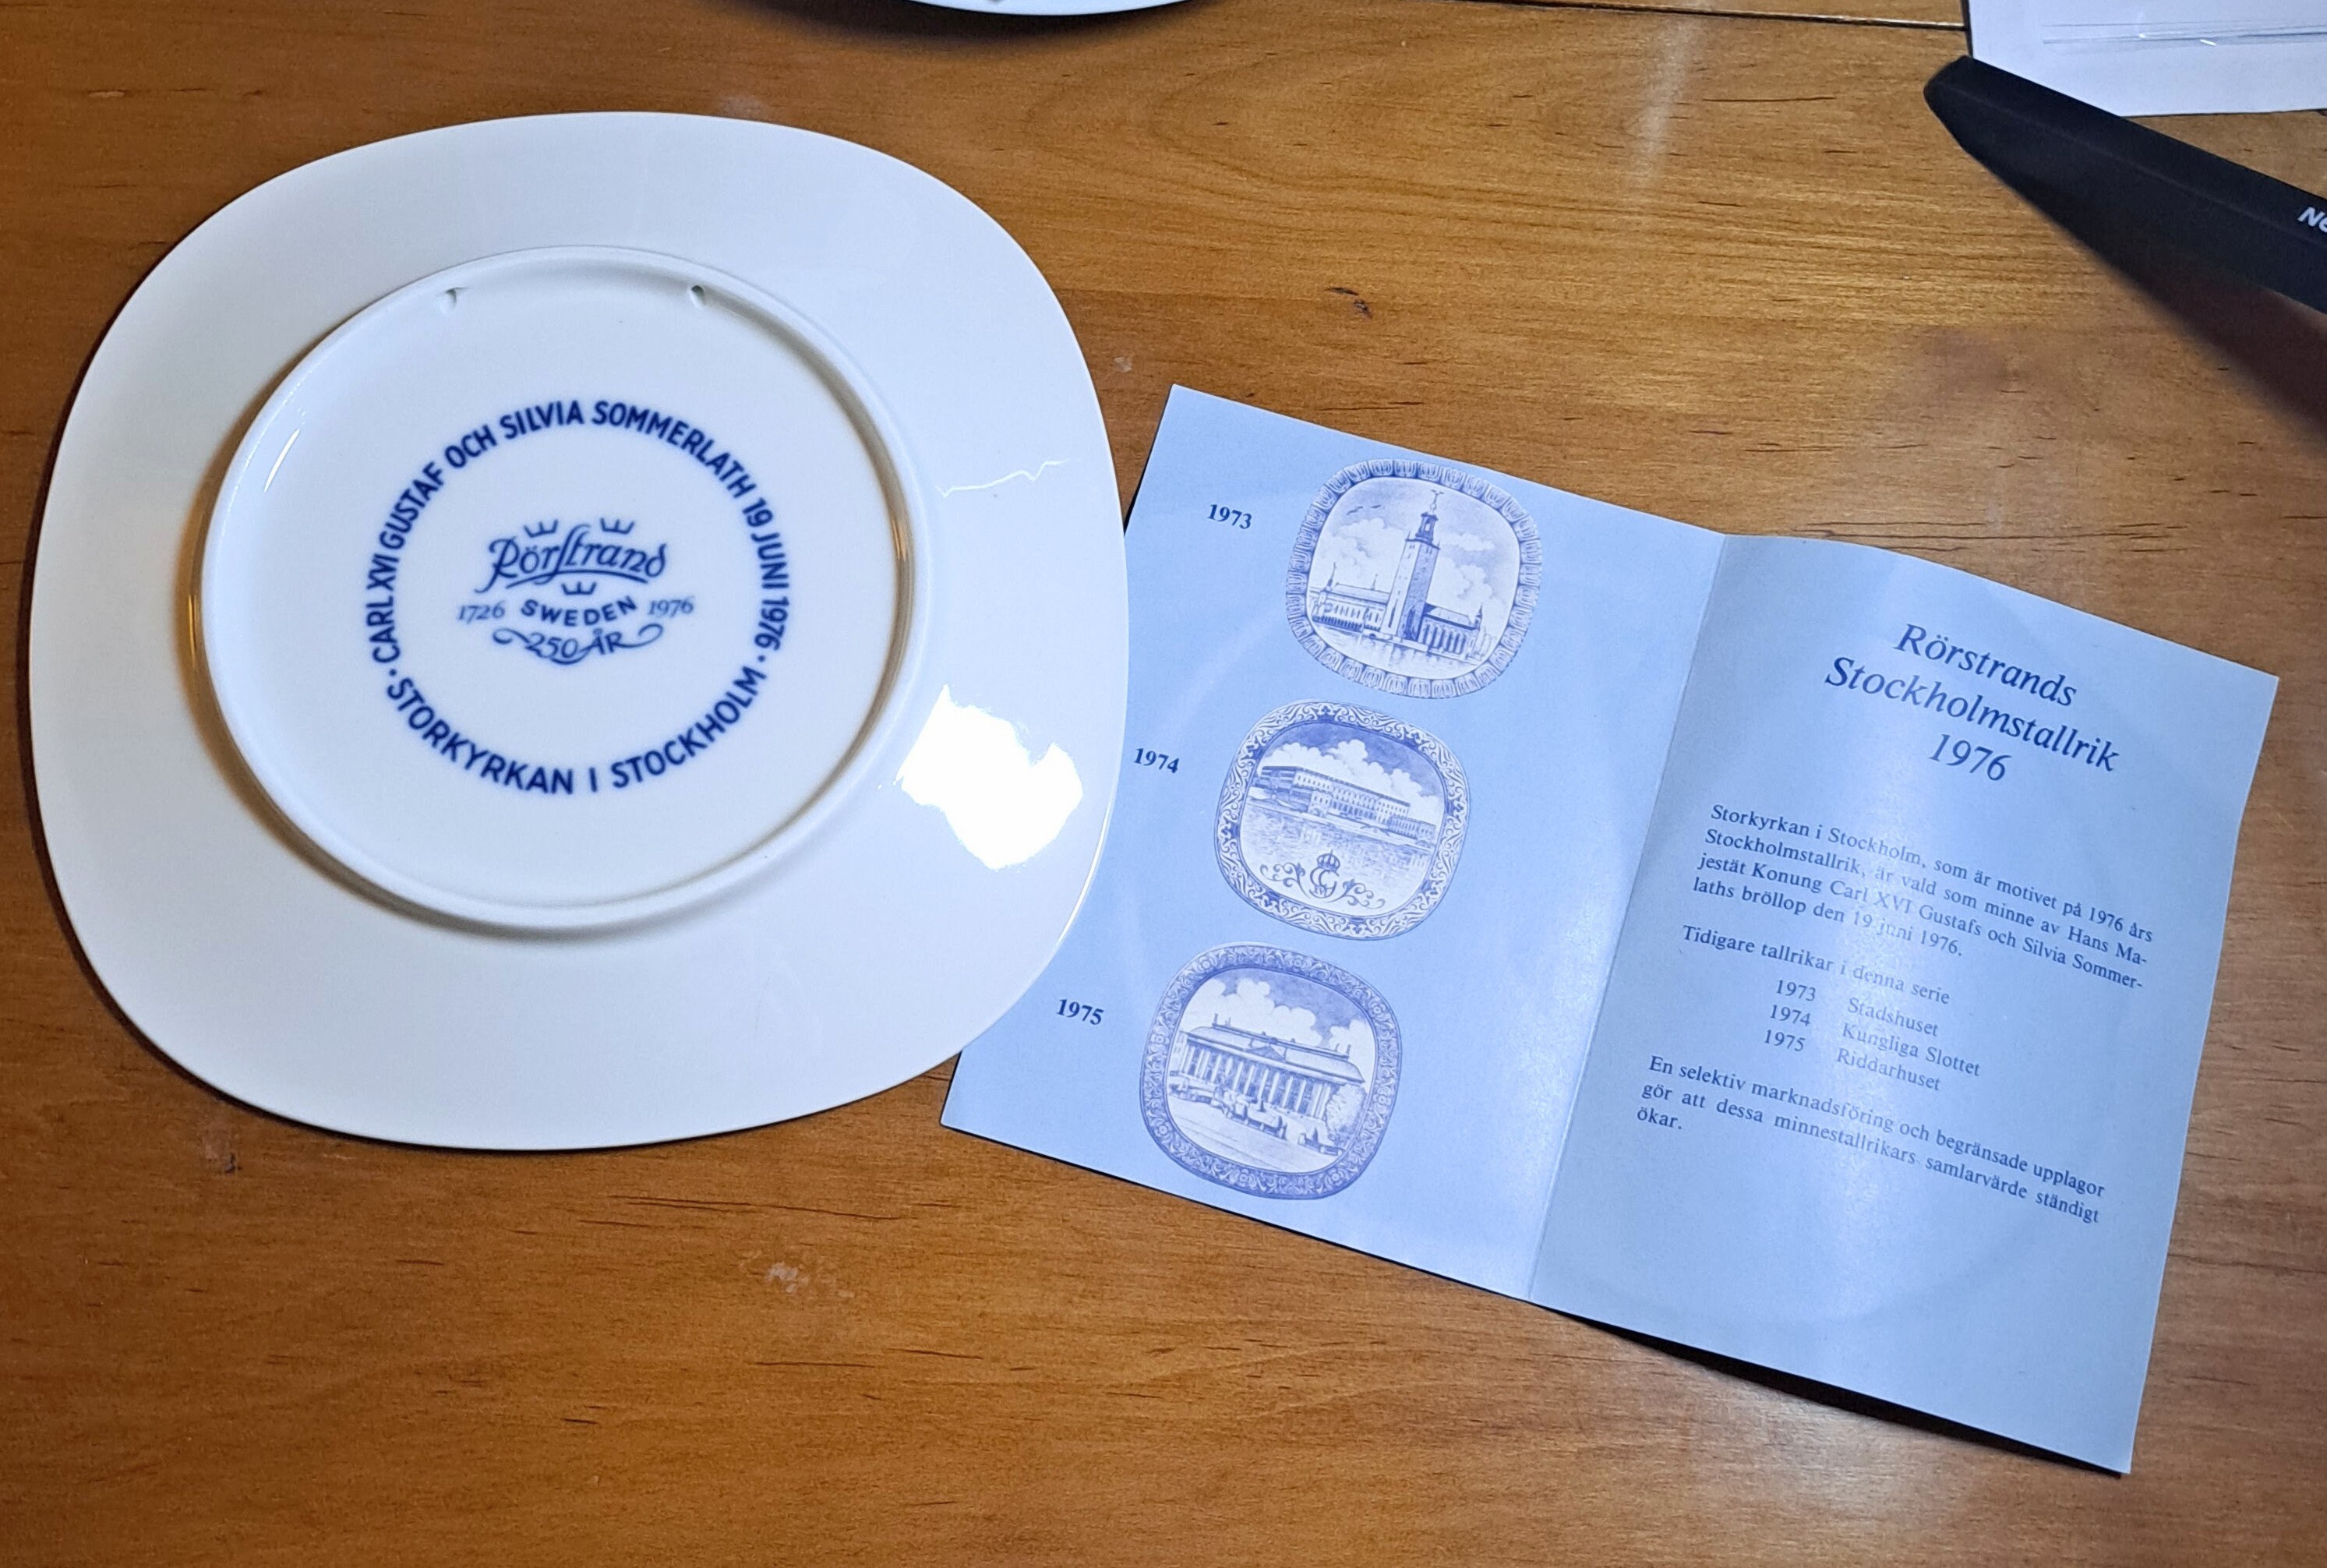 CARL XVI GUSTAF OCH SILVIA SOMMERLATH 19 JUNI 1976 · STORKYRKAN I STOCKHOLM ·
Rörstrand
SWEDEN
1726 1976
250 ÅR
1973
1974
1975
Rörstrands
Stockholmstallrik
1976
Storkyrkan i Stockholm, som är motivet på 1976 års
Stockholmstallrik, är vald som minne av Hans Ma-
jestät Konung Carl XVI Gustafs och Silvia Sommer-
laths bröllop den 19 juni 1976.
Tidigare tallrikar i denna serie
1973 Stadshuset
1974 Kungliga Slottet
1975 Riddarhuset
En selektiv marknadsföring och begränsade upplagor
gör att dessa minnestallrikars samlarvärde ständigt
ökar.